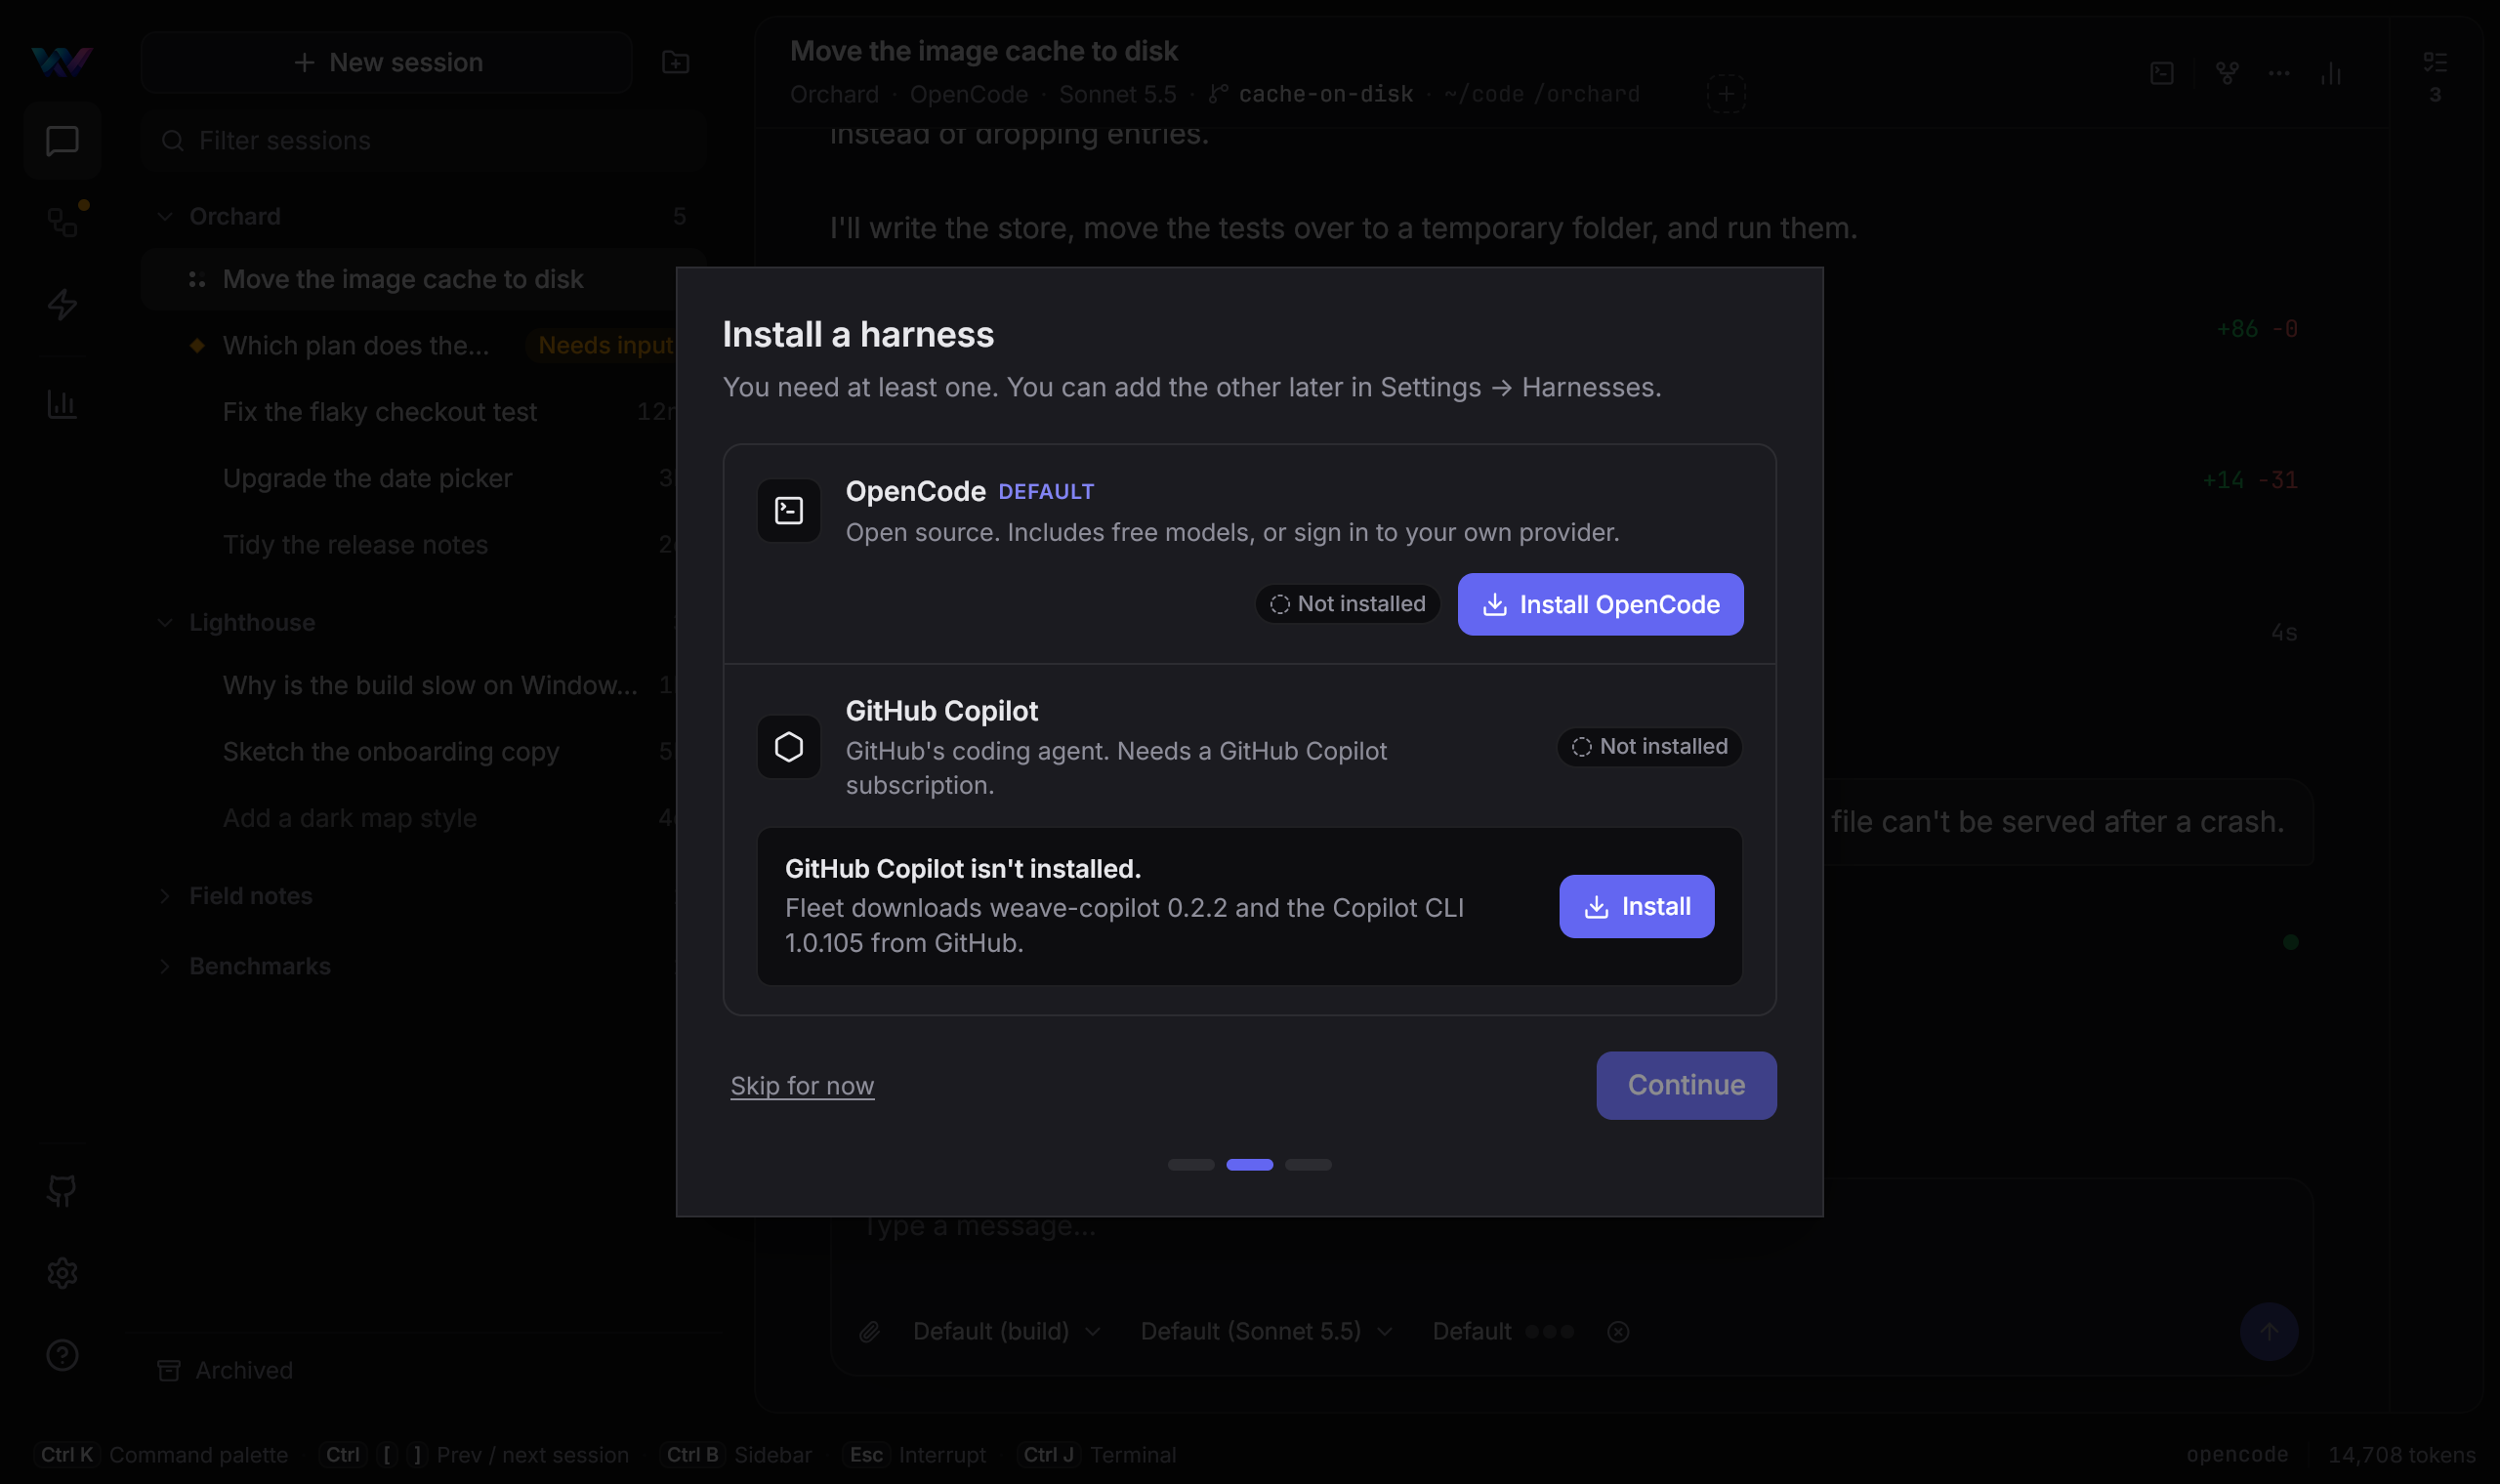 New session
Filter sessions
Orchard 5
Move the image cache to disk
Which plan does the... Needs input
Fix the flaky checkout test
Upgrade the date picker
Tidy the release notes
Lighthouse
Why is the build slow on Window...
Sketch the onboarding copy
Add a dark map style
Field notes
Benchmarks
Archived
Move the image cache to disk
Orchard · OpenCode · Sonnet 5.5 · cache-on-disk · ~/code/orchard
3
instead of dropping entries.
I'll write the store, move the tests over to a temporary folder, and run them.
+86 -0
+14 -31
4s
file can't be served after a crash.
Install a harness
You need at least one. You can add the other later in Settings → Harnesses.
OpenCode DEFAULT
Open source. Includes free models, or sign in to your own provider.
Not installed
Install OpenCode
GitHub Copilot
GitHub's coding agent. Needs a GitHub Copilot
subscription.
Not installed
GitHub Copilot isn't installed.
Fleet downloads weave-copilot 0.2.2 and the Copilot CLI
1.0.105 from GitHub.
Install
Skip for now
Continue
Type a message...
Default (build) Default (Sonnet 5.5) Default
Ctrl K Command palette Ctrl [ ] Prev / next session Ctrl B Sidebar Esc Interrupt Ctrl J Terminal opencode 14,708 tokens